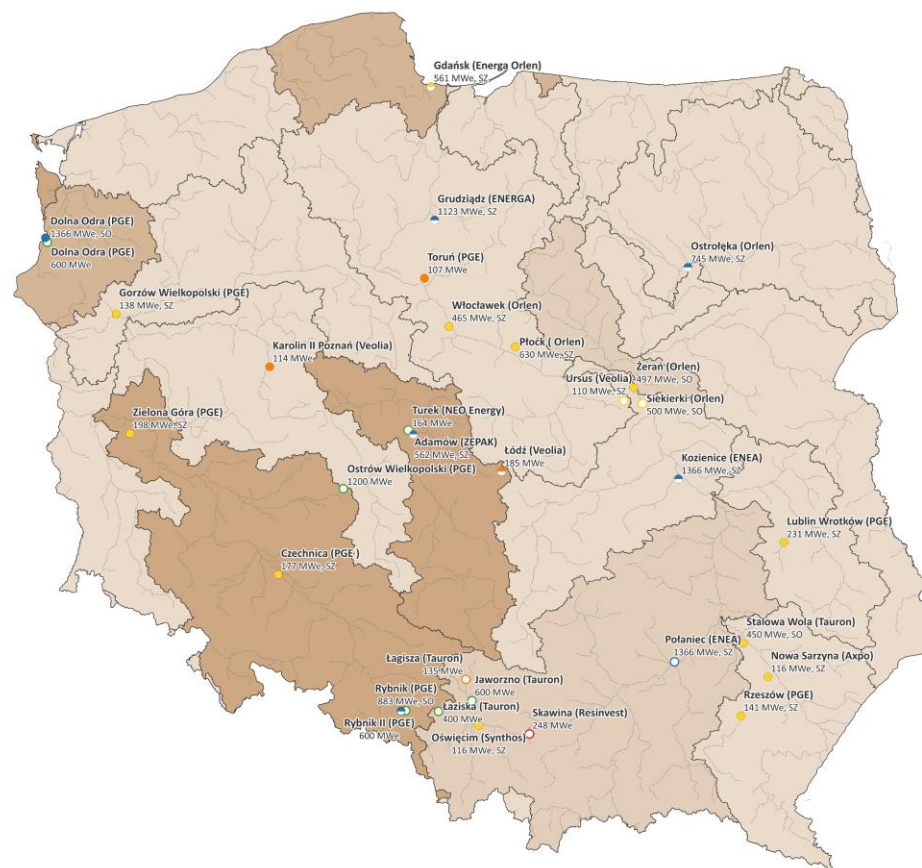 Gdańsk (Energa Orlen)
561 MWe, SZ
Grudziądz (ENERGA)
1123 MWe, SZ
Dolna Odra (PGE)
1366 MWe, SO
Dolna Odra (PGE)
600 MWe
Ostrołęka (Orlen)
745 MWe, SZ
Toruń (PGE)
107 MWe
Gorzów Wielkopolski (PGE)
138 MWe, SZ
Włocławek (Orlen)
465 MWe, SZ
Płoćk ( Orlen)
630 MWe, SZ
Karolin II Poznań (Veolia)
114 MWe
Żerań (Orlen)
497 MWe, SO
Ursus (Veolia)
110 MWe, SZ
Siekierki (Orlen)
500 MWe, SO
Zielona Góra (PGE)
198 MWe, SZ
Turek (NEO Energy)
164 MWe
Adamów (ZEPAK)
562 MWe, SZ
Łódź (Veolia)
185 MWe
Kozienice (ENEA)
1366 MWe, SZ
Ostrów Wielkopolski (PGE)
1200 MWe
Lublin Wrotków (PGE)
231 MWe, SZ
Czechnica (PGE )
177 MWe, SZ
Stalowa Wola (Tauron)
450 MWe, SO
Połaniec (ENEA)
1366 MWe, SZ
Nowa Sarzyna (Axpo)
116 MWe, SZ
Łagisza (Tauron)
135 MWe
Jaworzno (Tauron)
600 MWe
Rybnik (PGE)
883 MWe, SO
Rzeszów (PGE)
141 MWe, SZ
Łaziska (Tauron)
400 MWe
Rybnik II (PGE)
600 MWe
Skawina (Resinvest)
248 MWe
Oświęcim (Synthos)
116 MWe, SZ